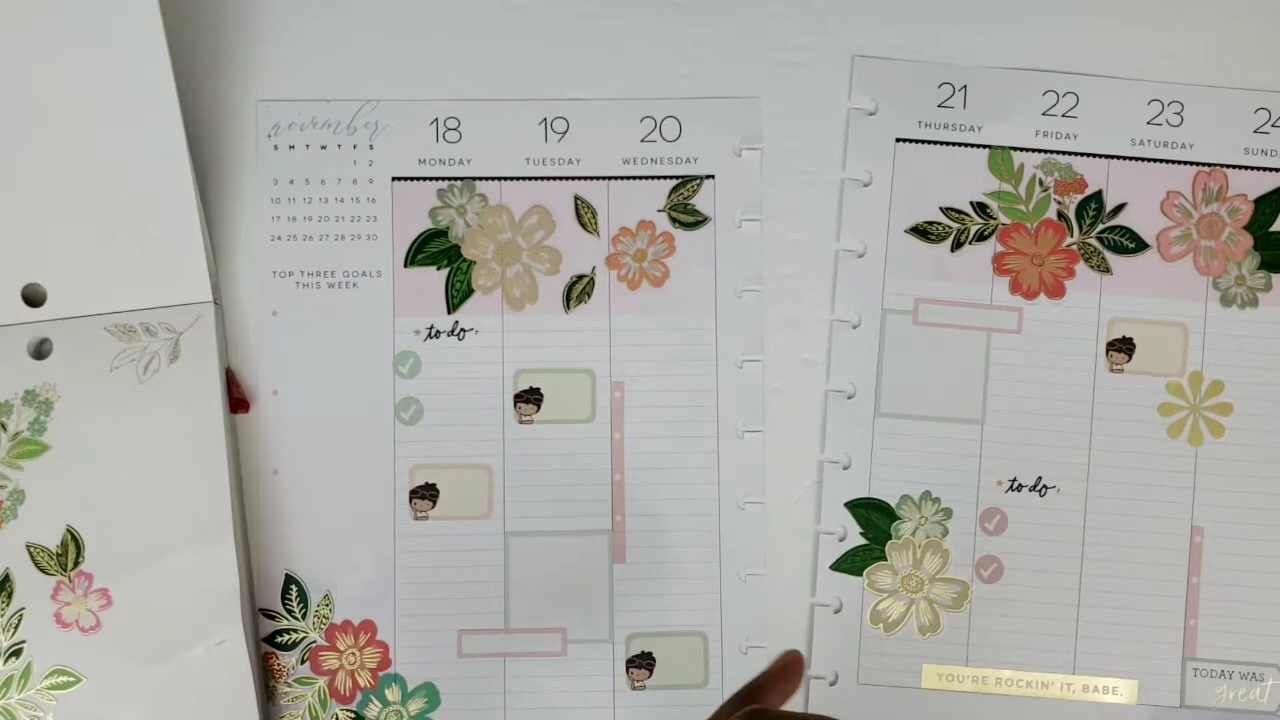 november
S M T W T F S
1 2
3 4 5 6 7 8 9
10 11 12 13 14 15 16
17 18 19 20 21 22 23
24 25 26 27 28 29 30
TOP THREE GOALS
THIS WEEK
18
MONDAY
19
TUESDAY
20
WEDNESDAY
to do:
21
THURSDAY
22
FRIDAY
23
SATURDAY
24
SUND
to do:
YOU'RE ROCKIN' IT, BABE.
TODAY WAS
great